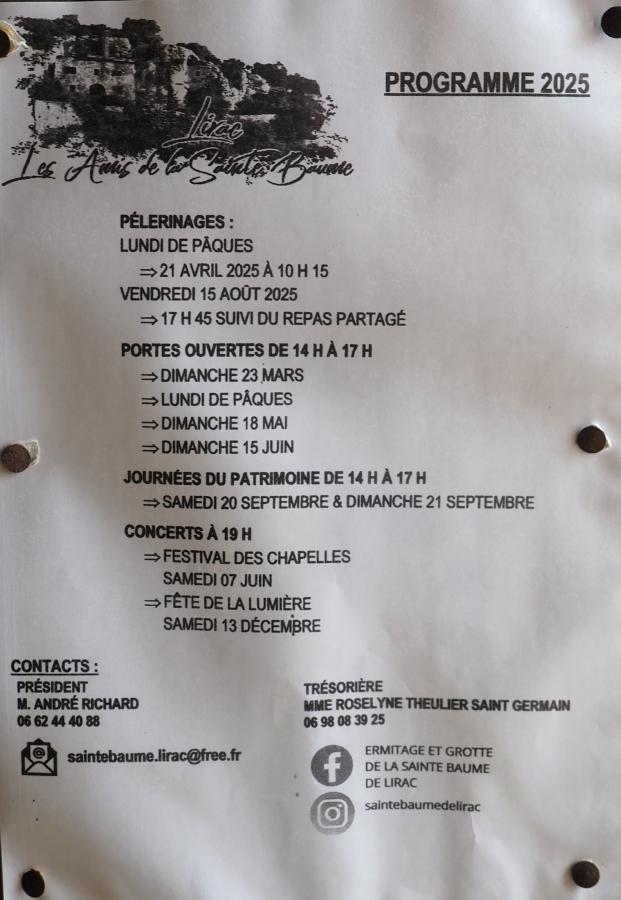 PROGRAMME 2025
Lirac
Les Amis de la Sainte Baume
PÉLERINAGES :
LUNDI DE PÂQUES
⇒ 21 AVRIL 2025 À 10 H 15
VENDREDI 15 AOÛT 2025
⇒ 17 H 45 SUIVI DU REPAS PARTAGÉ
PORTES OUVERTES DE 14 H À 17 H
⇒ DIMANCHE 23 MARS
⇒ LUNDI DE PÂQUES
⇒ DIMANCHE 18 MAI
⇒ DIMANCHE 15 JUIN
JOURNÉES DU PATRIMOINE DE 14 H À 17 H
⇒ SAMEDI 20 SEPTEMBRE & DIMANCHE 21 SEPTEMBRE
CONCERTS À 19 H
⇒ FESTIVAL DES CHAPELLES
SAMEDI 07 JUIN
⇒ FÊTE DE LA LUMIÈRE
SAMEDI 13 DÉCEMBRE
CONTACTS :
PRÉSIDENT
M. ANDRÉ RICHARD
06 62 44 40 88
saintebaume.lirac@free.fr
TRÉSORIÈRE
MME ROSELYNE THEULIER SAINT GERMAIN
06 98 08 39 25
ERMITAGE ET GROTTE
DE LA SAINTE BAUME
DE LIRAC
saintebaumedelirac